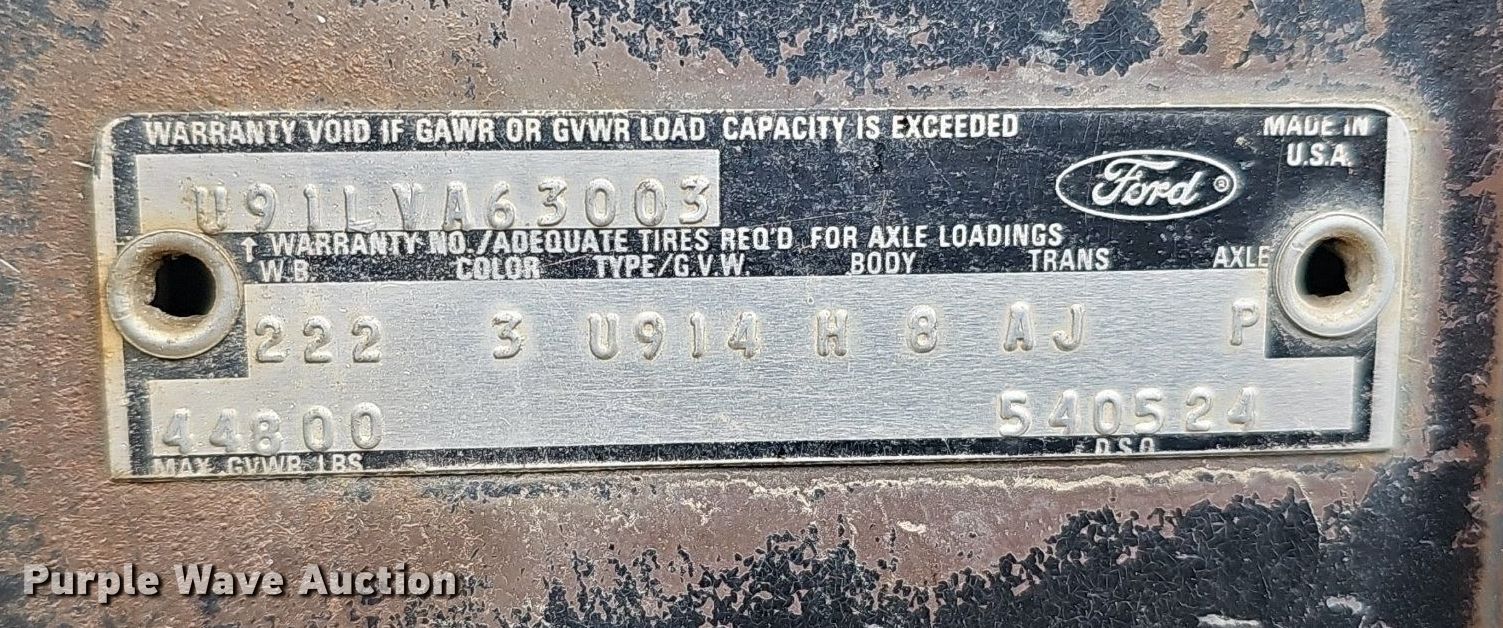 WARRANTY VOID IF GAWR OR GVWR LOAD CAPACITY IS EXCEEDED
MADE IN
U.S.A.
U91LVA63003
Ford ®
↑ WARRANTY NO./ADEQUATE TIRES REQ'D FOR AXLE LOADINGS
W.B. COLOR TYPE/G.V.W. BODY TRANS AXLE
222 3 U914 H 8 AJ P
44800 540524
MAX. GVWR LBS D.S.O.
Purple Wave Auction